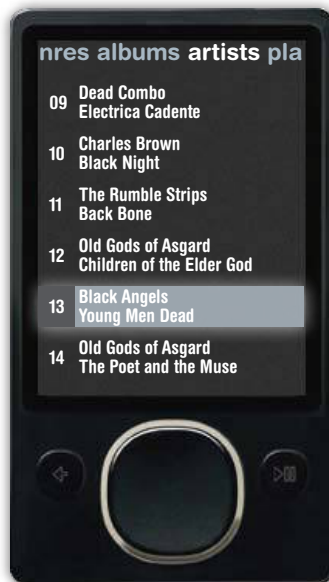 nres albums artists pla
09 Dead Combo
Electrica Cadente
10 Charles Brown
Black Night
11 The Rumble Strips
Back Bone
12 Old Gods of Asgard
Children of the Elder God
13 Black Angels
Young Men Dead
14 Old Gods of Asgard
The Poet and the Muse